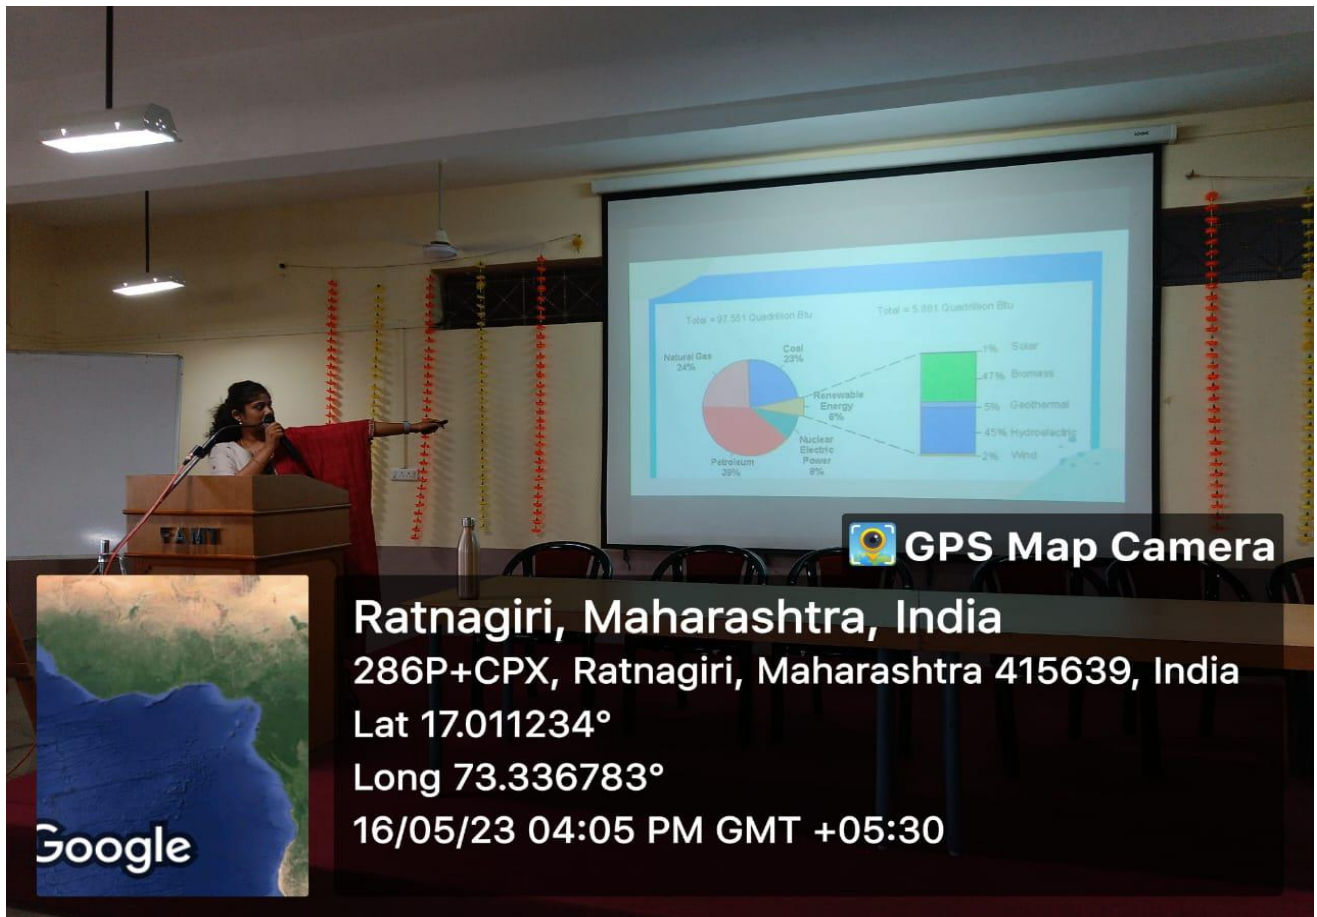 Total = 97.551 Quadrillion Btu
Total = 5.881 Quadrillion Btu
Natural Gas
24%
Coal
23%
Renewable
Energy
6%
Nuclear
Electric
Power
8%
Petroleum
39%
1% Solar
47% Biomass
5% Geothermal
45% Hydroelectric
2% Wind
FAMT
GPS Map Camera
Ratnagiri, Maharashtra, India
286P+CPX, Ratnagiri, Maharashtra 415639, India
Lat 17.011234°
Long 73.336783°
16/05/23 04:05 PM GMT +05:30
Google